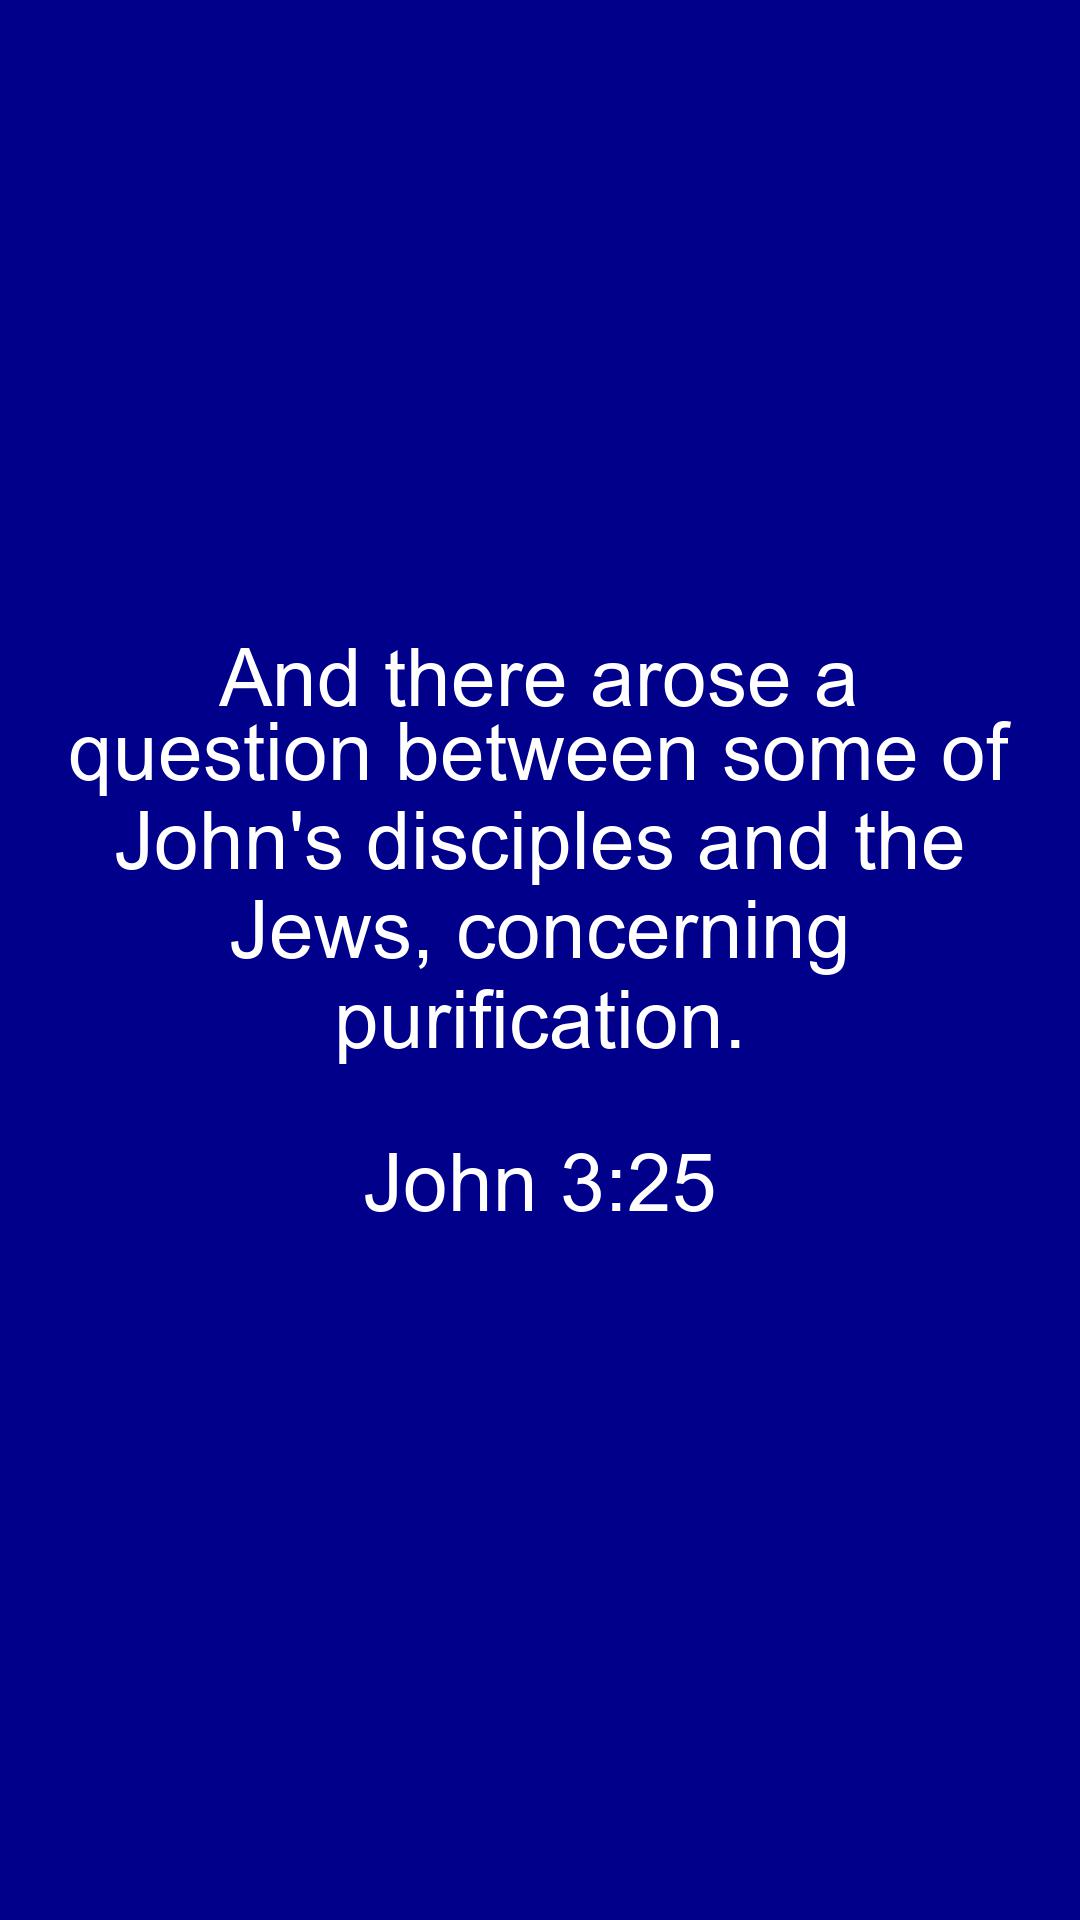 And there arose a
question between some of
John's disciples and the
Jews, concerning
purification.
John 3:25